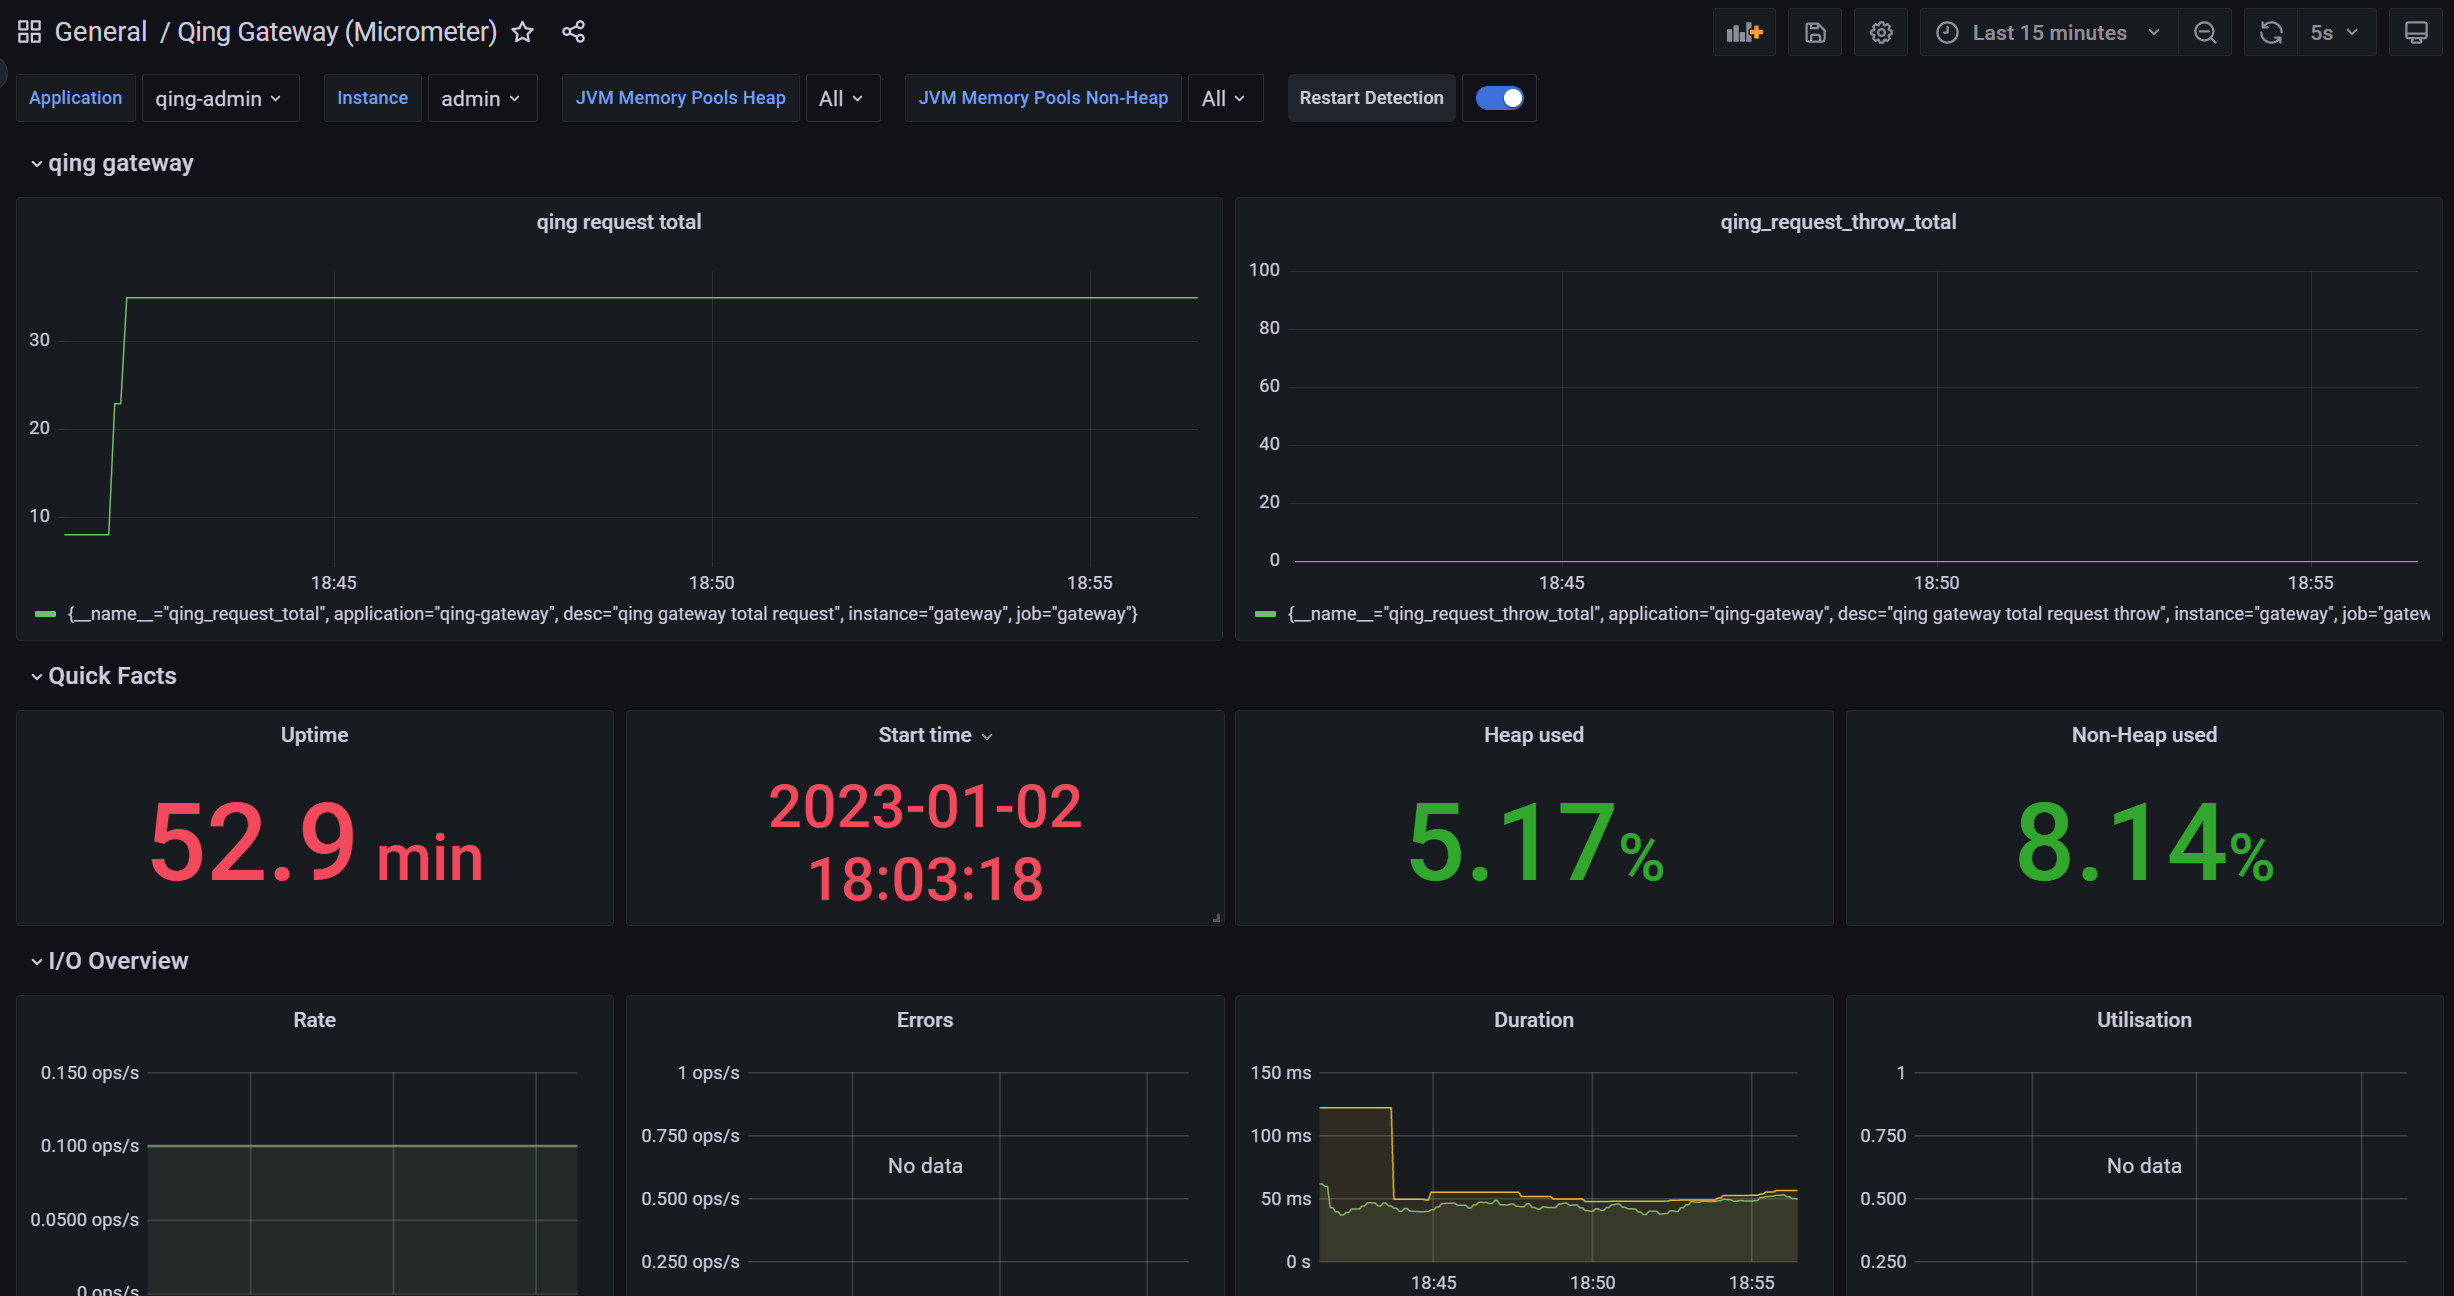 General / Qing Gateway (Micrometer)
Last 15 minutes
5s
Application qing-admin Instance admin JVM Memory Pools Heap All JVM Memory Pools Non-Heap All Restart Detection
qing gateway
qing request total
30
20
10
18:45 18:50 18:55
{__name__="qing_request_total", application="qing-gateway", desc="qing gateway total request", instance="gateway", job="gateway"}
qing_request_throw_total
100
80
60
40
20
0
18:45 18:50 18:55
{__name__="qing_request_throw_total", application="qing-gateway", desc="qing gateway total request throw", instance="gateway", job="gatew
Quick Facts
Uptime
52.9 min
Start time
2023-01-02
18:03:18
Heap used
5.17%
Non-Heap used
8.14%
I/O Overview
Rate
0.150 ops/s
0.100 ops/s
0.0500 ops/s
0 ops/s
Errors
1 ops/s
0.750 ops/s
No data
0.500 ops/s
0.250 ops/s
Duration
150 ms
100 ms
50 ms
0 s
18:45 18:50 18:55
Utilisation
1
0.750
No data
0.500
0.250